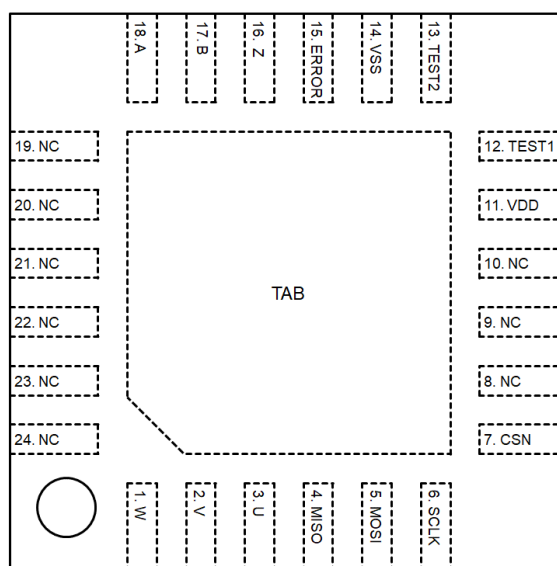 18. A
17. B
16. Z
15. ERROR
14. VSS
13. TEST2
19. NC
12. TEST1
20. NC
11. VDD
21. NC
10. NC
TAB
22. NC
9. NC
23. NC
8. NC
24. NC
7. CSN
1. W
2. V
3. U
4. MISO
5. MOSI
6. SCLK